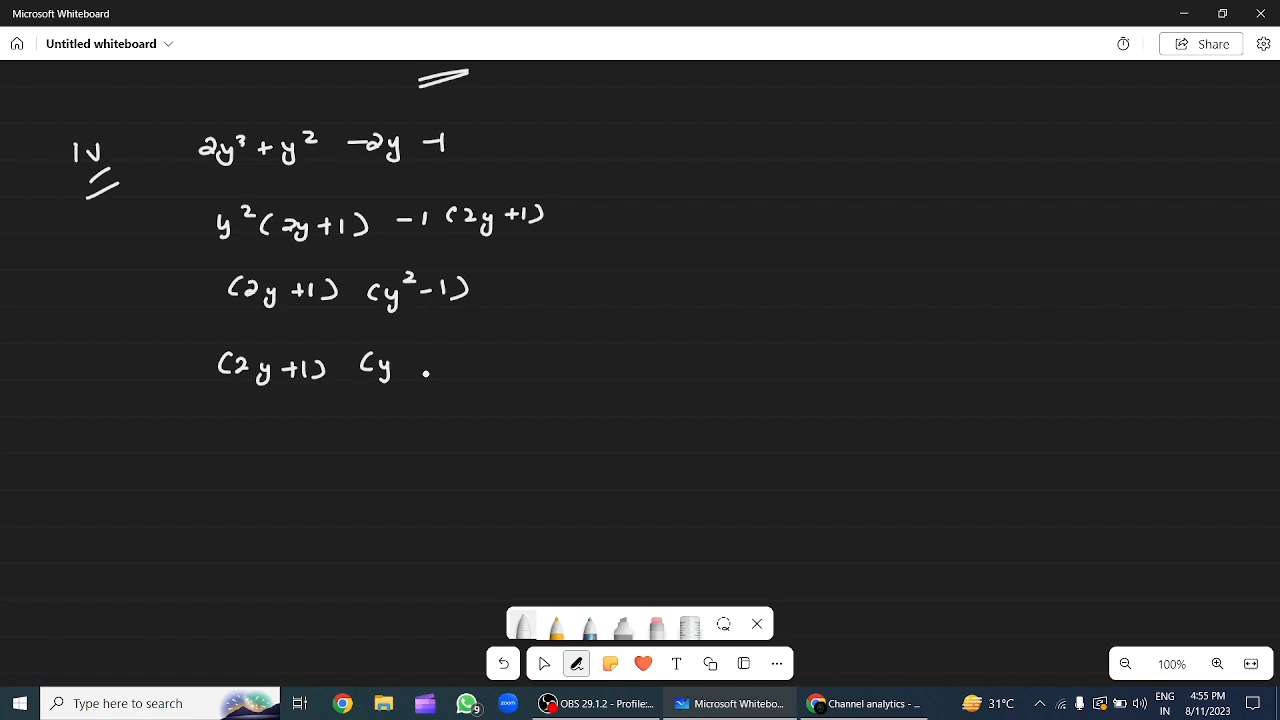 Microsoft Whiteboard
Untitled whiteboard
Share
IV 2y³ + y² -2y -1
y²(2y+1) -1(2y+1)
(2y+1) (y²-1)
(2y+1) (y
T
100%
Type here to search
9
zoom
OBS 29.1.2 - Profile...
Microsoft Whitebo...
Channel analytics - ...
31°C
ENG
IN
4:55 PM
8/11/2023